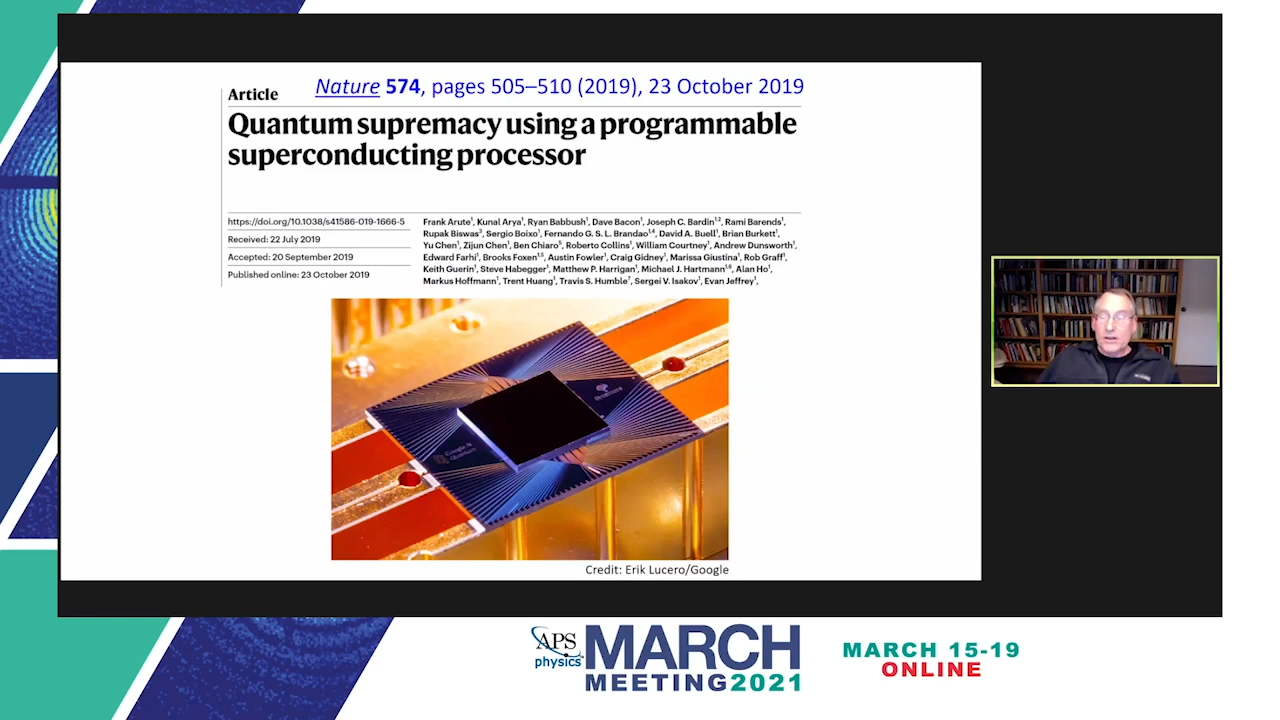 Article
Nature 574, pages 505–510 (2019), 23 October 2019
Quantum supremacy using a programmable
superconducting processor
https://doi.org/10.1038/s41586-019-1666-5
Received: 22 July 2019
Accepted: 20 September 2019
Published online: 23 October 2019
Frank Arute1, Kunal Arya1, Ryan Babbush1, Dave Bacon1, Joseph C. Bardin1,2, Rami Barends1,
Rupak Biswas3, Sergio Boixo1, Fernando G. S. L. Brandao1,4, David A. Buell1, Brian Burkett1,
Yu Chen1, Zijun Chen1, Ben Chiaro5, Roberto Collins1, William Courtney1, Andrew Dunsworth1,
Edward Farhi1, Brooks Foxen1,5, Austin Fowler1, Craig Gidney1, Marissa Giustina1, Rob Graff1,
Keith Guerin1, Steve Habegger1, Matthew P. Harrigan1, Michael J. Hartmann1,6, Alan Ho1,
Markus Hoffmann1, Trent Huang1, Travis S. Humble7, Sergei V. Isakov1, Evan Jeffrey1,
Google AI
Quantum
Credit: Erik Lucero/Google
APS
physics
MARCH
MEETING2021
MARCH 15-19
ONLINE